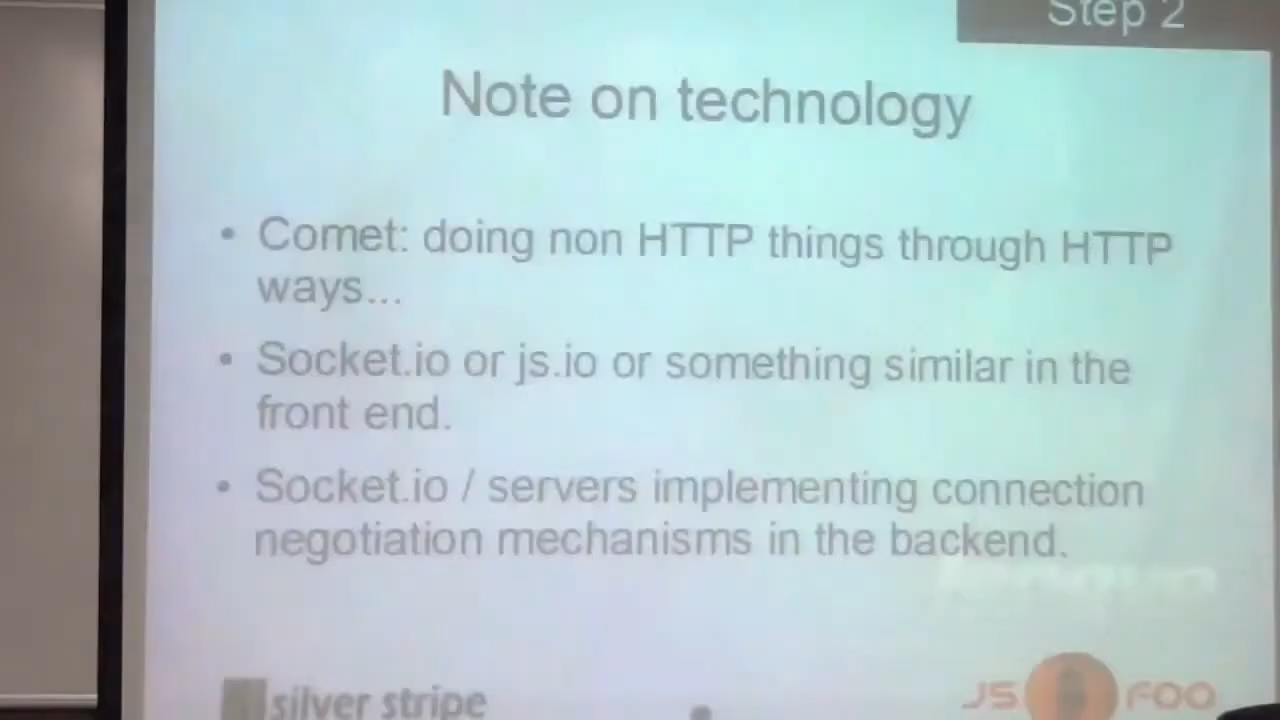 Step 2
Note on technology
• Comet: doing non HTTP things through HTTP
ways...
• Socket.io or js.io or something similar in the
front end.
• Socket.io / servers implementing connection
negotiation mechanisms in the backend.
silver stripe
JS FOO